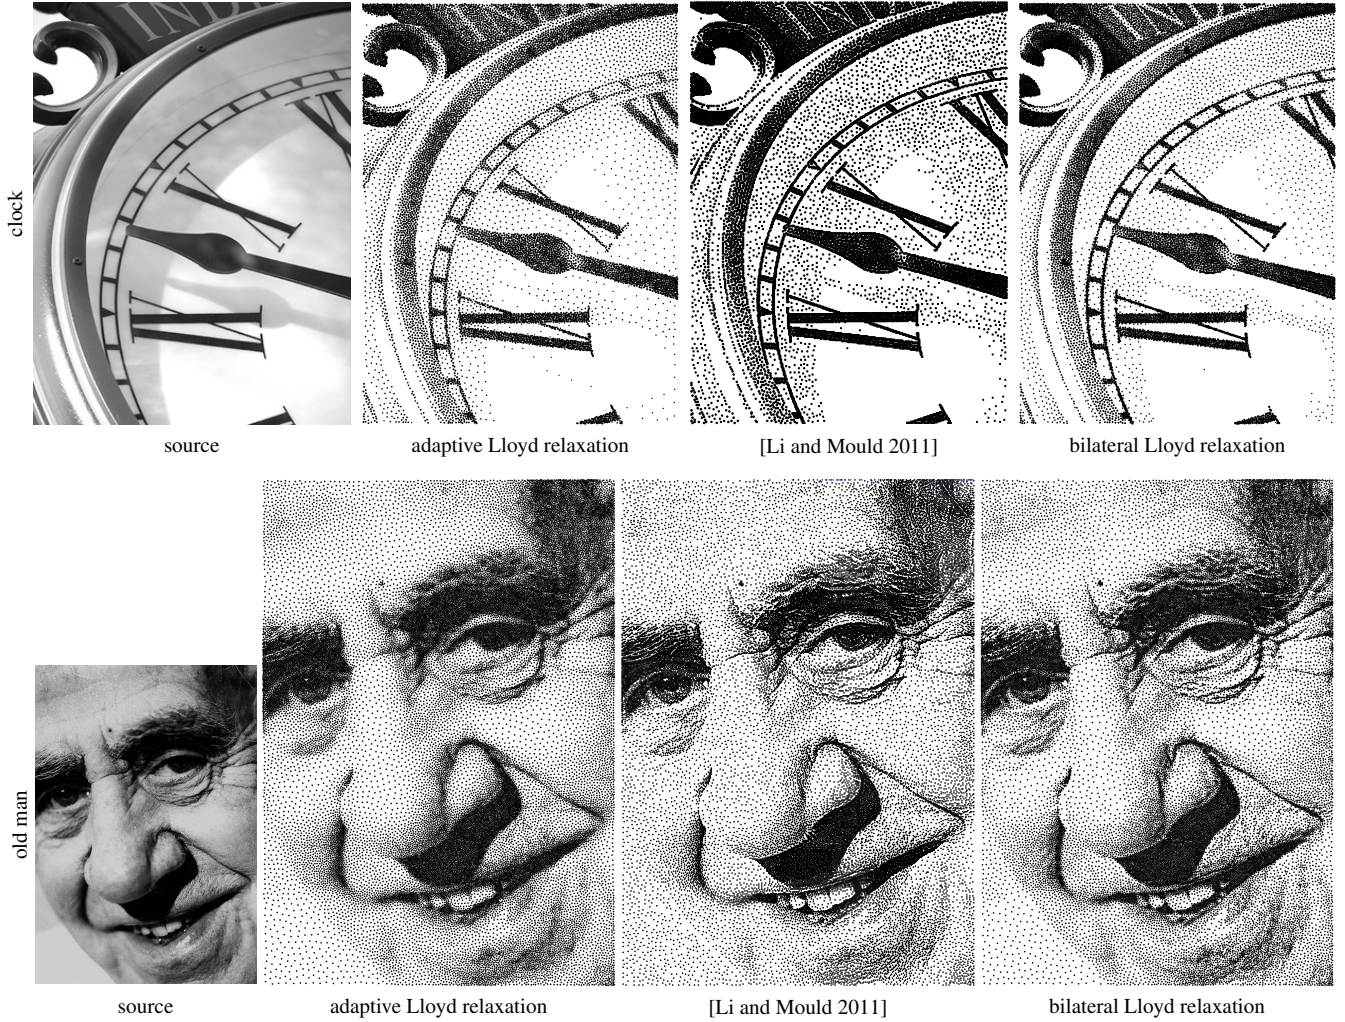 clock
source
adaptive Lloyd relaxation
[Li and Mould 2011]
bilateral Lloyd relaxation
old man
source
adaptive Lloyd relaxation
[Li and Mould 2011]
bilateral Lloyd relaxation